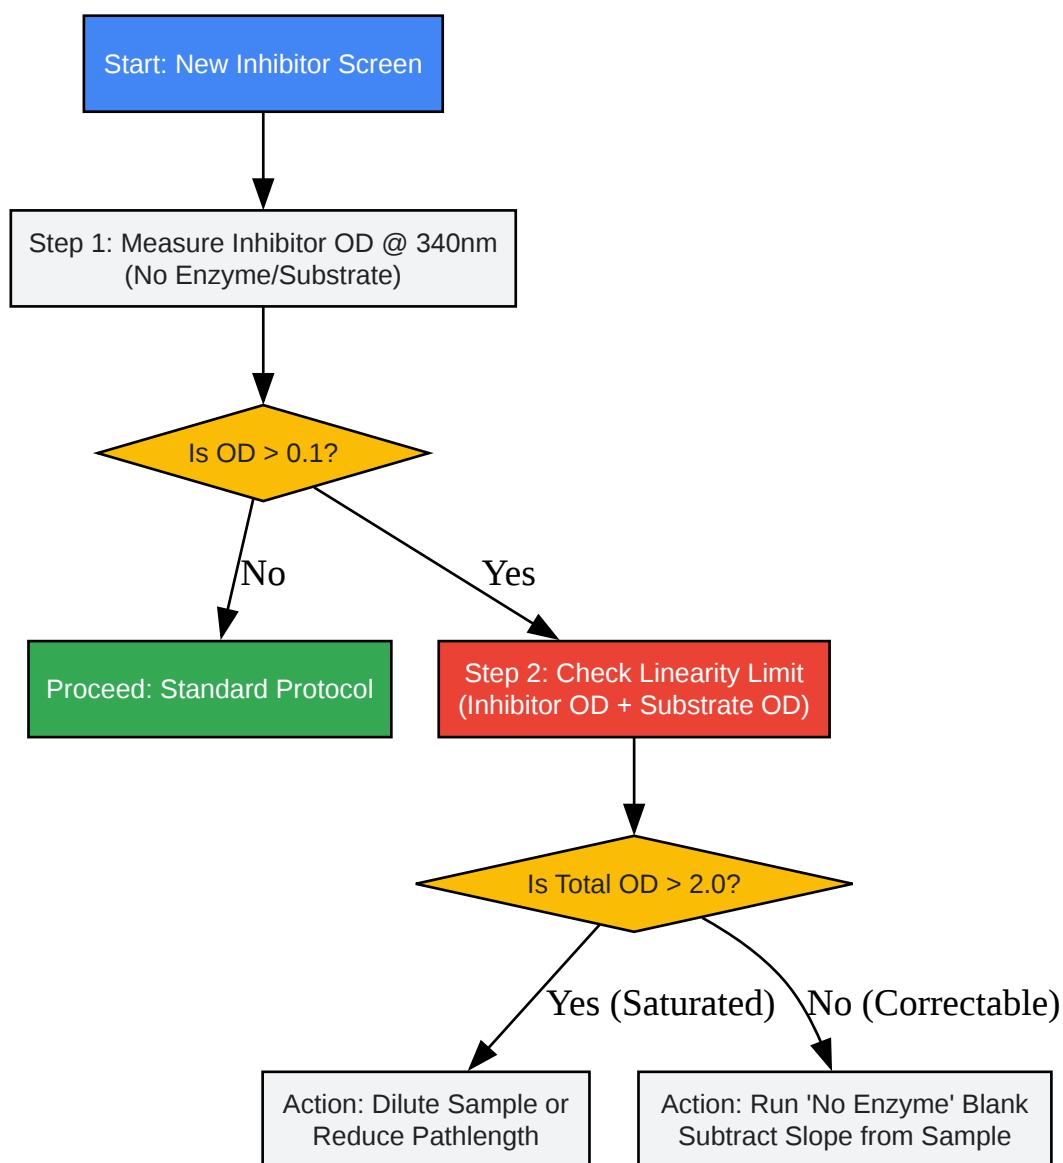 Start: New Inhibitor Screen
Step 1: Measure Inhibitor OD @ 340nm
(No Enzyme/Substrate)
Is OD > 0.1?
No
Yes
Proceed: Standard Protocol
Step 2: Check Linearity Limit
(Inhibitor OD + Substrate OD)
Is Total OD > 2.0?
Yes (Saturated)
No (Correctable)
Action: Dilute Sample or
Reduce Pathlength
Action: Run 'No Enzyme' Blank
Subtract Slope from Sample